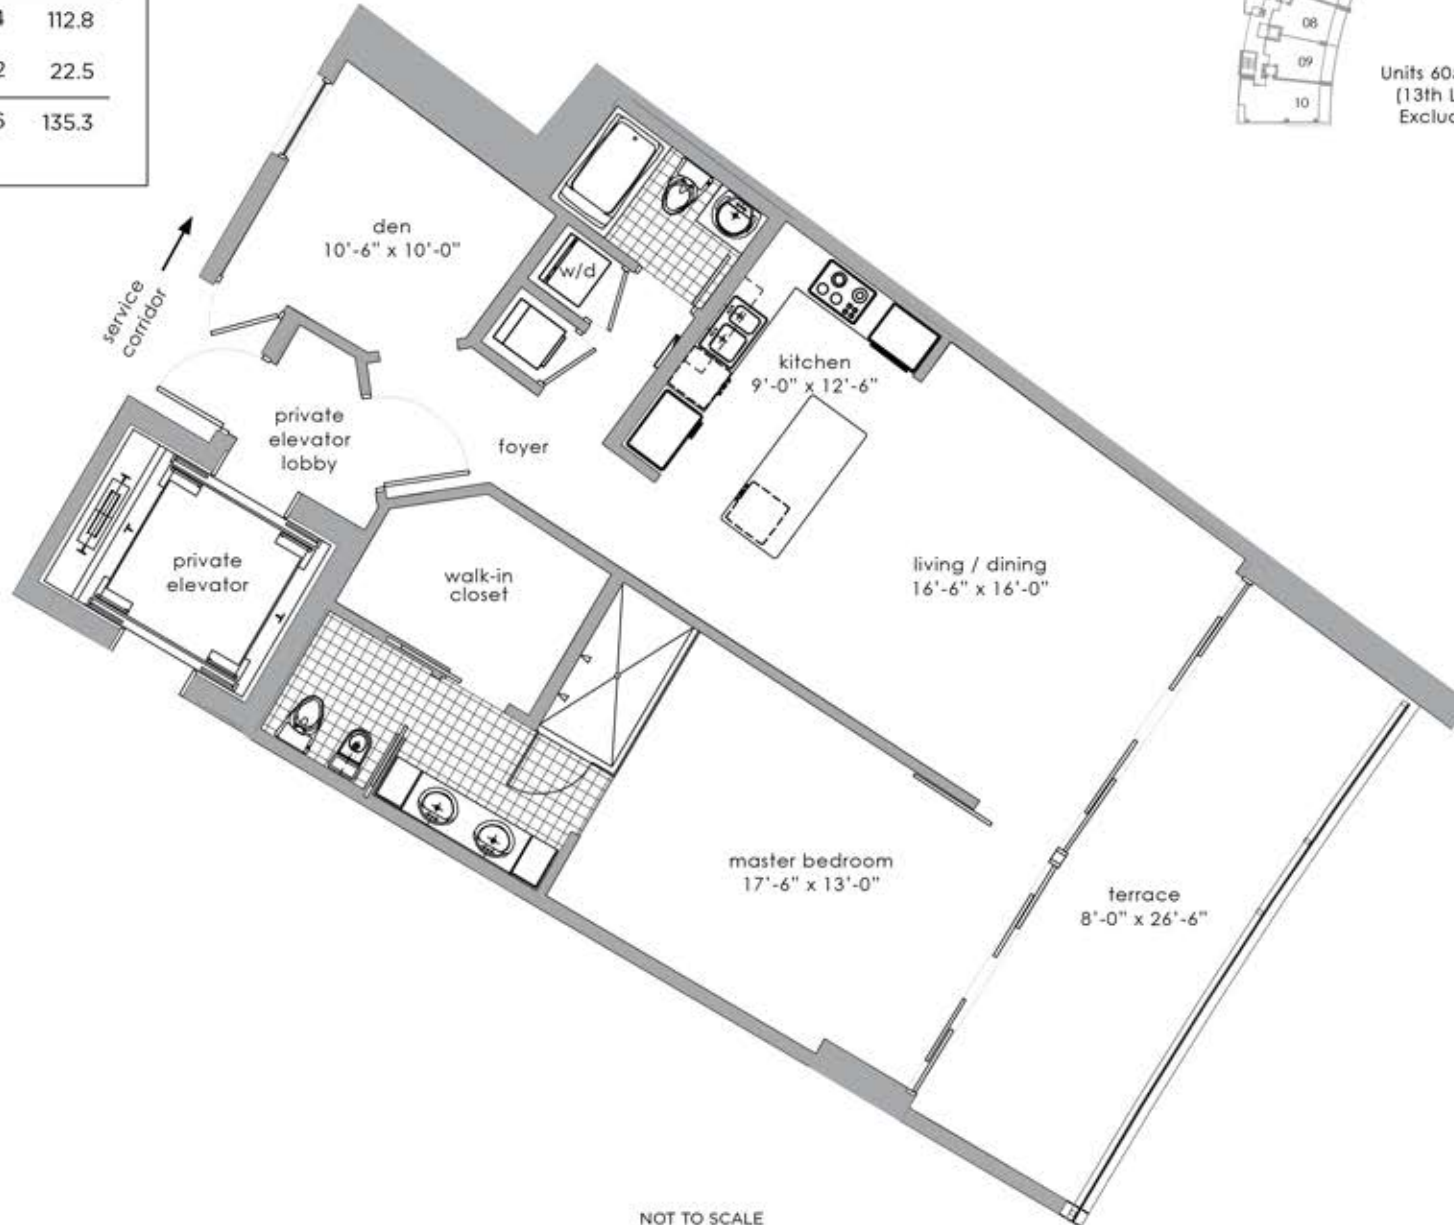 112.8
22.5
135.3
08
09
10
Units
(13th
den
10'-6" x 10'-0"
w/d
service
corridor
kitchen
9'-0" x 12'-6"
private
elevator
lobby
foyer
private
elevator
walk-in
closet
living / dining
16'-6" x 16'-0"
master bedroom
17'-6" x 13'-0"
terrace
8'-0" x 26'-6"
NOT TO SCALE